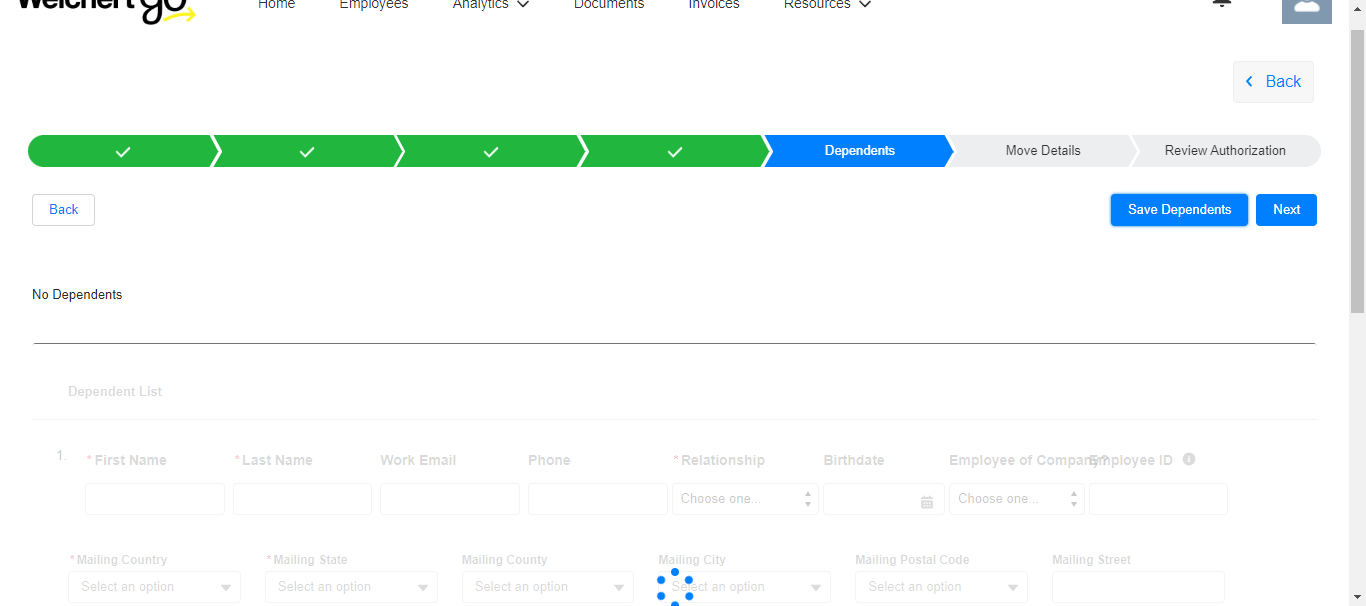 Weichert go
Home Employees Analytics Documents Invoices Resources
Back
Dependents Move Details Review Authorization
Back Save Dependents Next
No Dependents
Dependent List
1. * First Name * Last Name Work Email Phone * Relationship Birthdate Employee of Company? Employee ID
Choose one... Choose one...
* Mailing Country * Mailing State Mailing County Mailing City Mailing Postal Code Mailing Street
Select an option Select an option Select an option Select an option Select an option